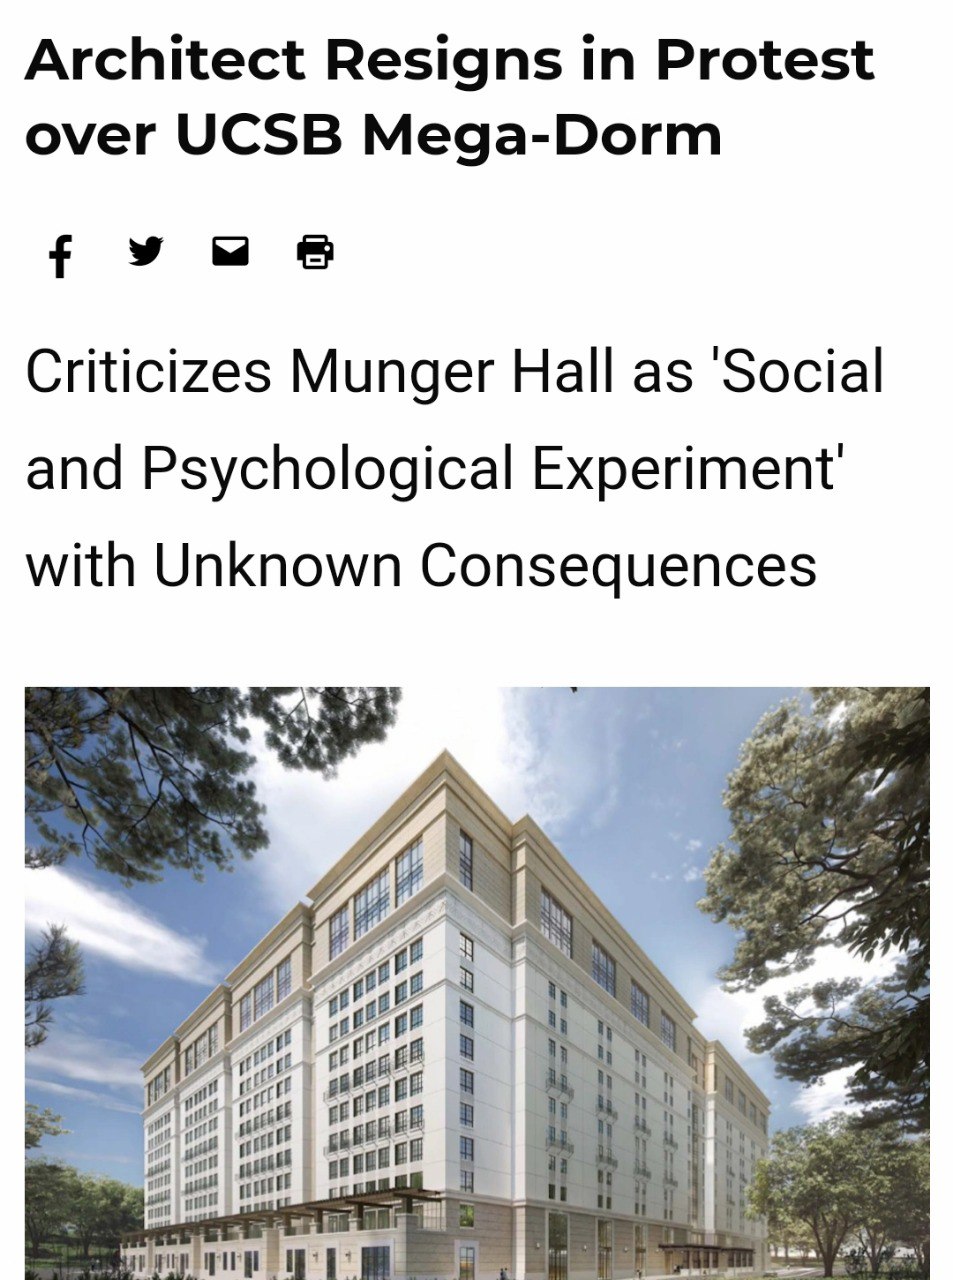 Architect Resigns in Protest
over UCSB Mega-Dorm
Criticizes Munger Hall as 'Social
and Psychological Experiment'
with Unknown Consequences